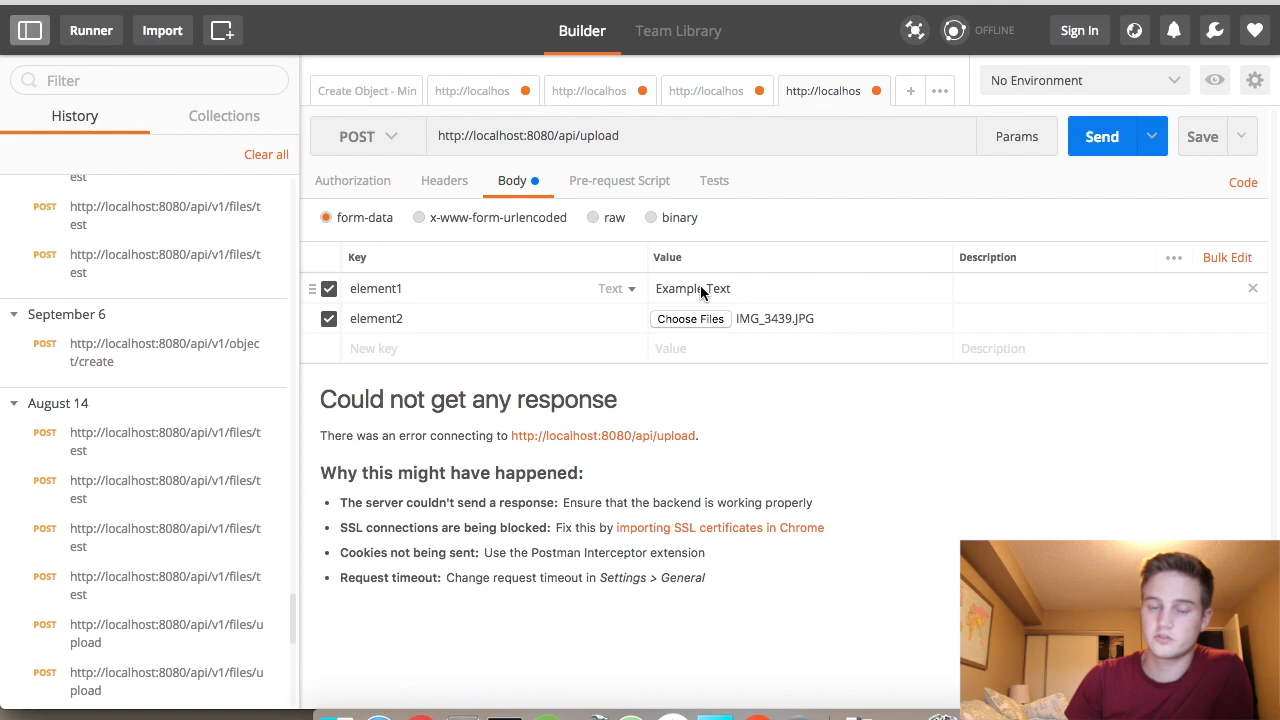 Runner
Import
Builder
Team Library
OFFLINE
Sign In
Filter
History
Collections
Clear all
est
POST http://localhost:8080/api/v1/files/t
est
POST http://localhost:8080/api/v1/files/t
est
September 6
POST http://localhost:8080/api/v1/objec
t/create
August 14
POST http://localhost:8080/api/v1/files/t
est
POST http://localhost:8080/api/v1/files/t
est
POST http://localhost:8080/api/v1/files/t
est
POST http://localhost:8080/api/v1/files/t
est
POST http://localhost:8080/api/v1/files/u
pload
POST http://localhost:8080/api/v1/files/u
pload
Create Object - Min
http://localhos
http://localhos
http://localhos
http://localhos
No Environment
POST
http://localhost:8080/api/upload
Params
Send
Save
Authorization
Headers
Body
Pre-request Script
Tests
Code
form-data
x-www-form-urlencoded
raw
binary
Key
Value
Description
Bulk Edit
element1
Text
Example Text
element2
Choose Files
IMG_3439.JPG
New key
Value
Description
Could not get any response
There was an error connecting to http://localhost:8080/api/upload.
Why this might have happened:
• The server couldn't send a response: Ensure that the backend is working properly
• SSL connections are being blocked: Fix this by importing SSL certificates in Chrome
• Cookies not being sent: Use the Postman Interceptor extension
• Request timeout: Change request timeout in Settings > General